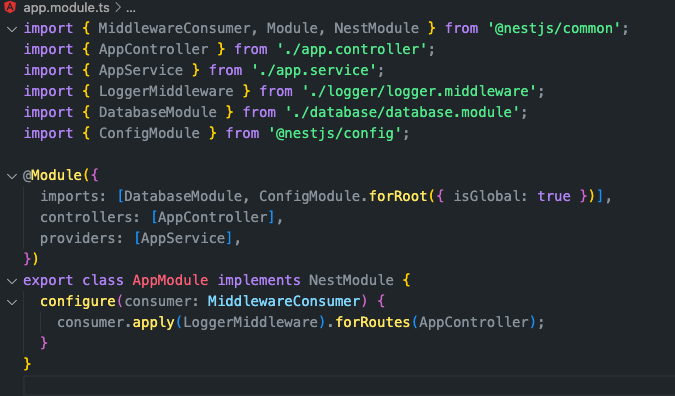 app.module.ts > ...
import { MiddlewareConsumer, Module, NestModule } from '@nestjs/common';
import { AppController } from './app.controller';
import { AppService } from './app.service';
import { LoggerMiddleware } from './logger/logger.middleware';
import { DatabaseModule } from './database/database.module';
import { ConfigModule } from '@nestjs/config';
@Module({
  imports: [DatabaseModule, ConfigModule.forRoot({ isGlobal: true })],
  controllers: [AppController],
  providers: [AppService],
})
export class AppModule implements NestModule {
  configure(consumer: MiddlewareConsumer) {
    consumer.apply(LoggerMiddleware).forRoutes(AppController);
  }
}